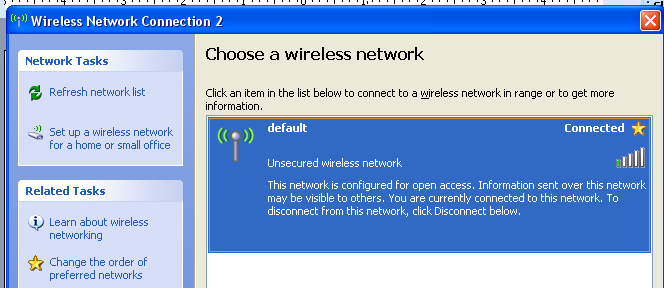 Wireless Network Connection 2
Network Tasks
Refresh network list
Set up a wireless network
for a home or small office
Related Tasks
Learn about wireless
networking
Change the order of
preferred networks
Choose a wireless network
Click an item in the list below to connect to a wireless network in range or to get more
information.
default Connected
Unsecured wireless network
This network is configured for open access. Information sent over this network
may be visible to others. You are currently connected to this network. To
disconnect from this network, click Disconnect below.